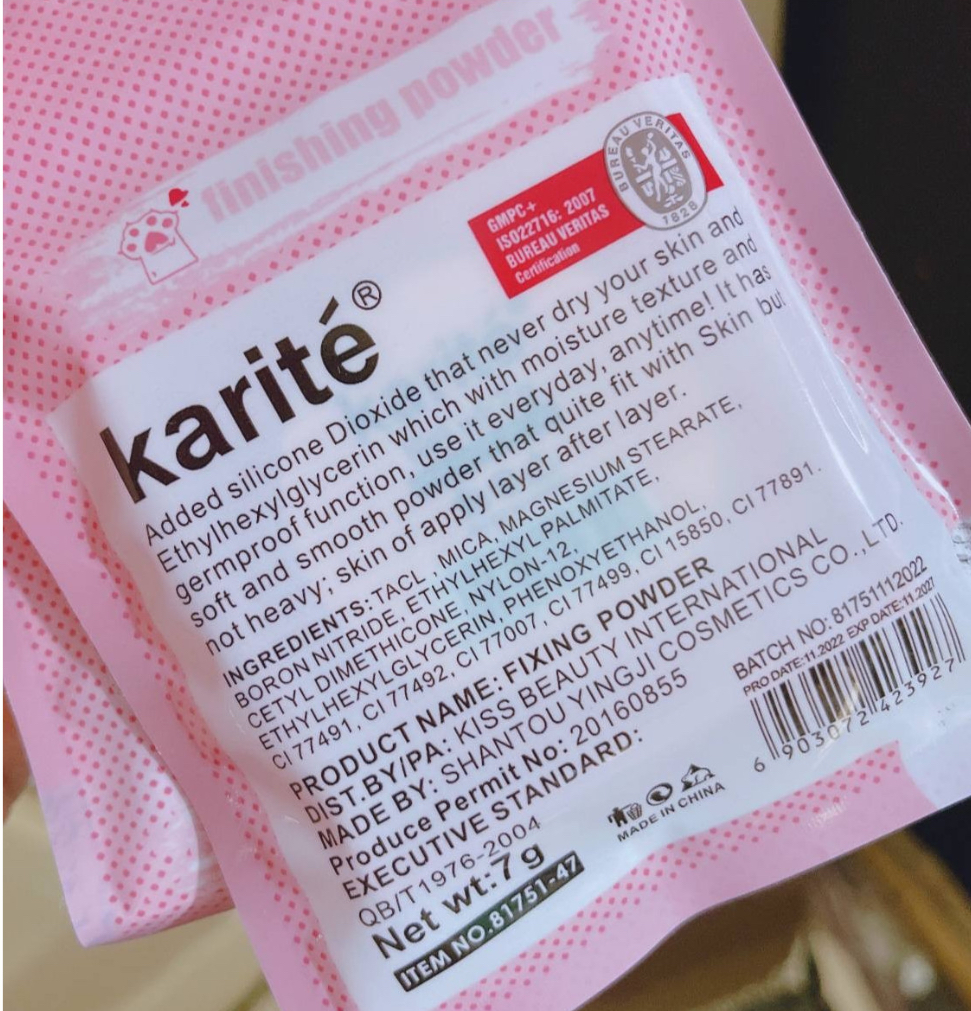 finishing powder
BUREAU VERITAS
1828
GMPC+
ISO22716: 2007
BUREAU VERITAS
Certification
karité®
Added silicone Dioxide that never dry your skin and
Ethylhexylglycerin which with moisture texture and
germproof function, use it everyday, anytime! It has
soft and smooth powder that quite fit with Skin but
not heavy; skin of apply layer after layer.
INGREDIENTS: TACL , MICA, MAGNESIUM STEARATE,
BORON NITRIDE, ETHYLHEXYL PALMITATE,
CETYL DIMETHICONE, NYLON-12,
ETHYLHEXYLGLYCERIN, PHENOXYETHANOL,
CI 77491, CI 77492, CI 77007, CI 77499, CI 15850, CI 77891.
PRODUCT NAME: FIXING POWDER
DIST.BY/PA: KISS BEAUTY INTERNATIONAL
MADE BY: SHANTOU YINGJI COSMETICS CO.,LTD.
Produce Permit No: 20160855
EXECUTIVE STANDARD:
QB/T1976-2004
Net wt:7 g
ITEM NO.81751-47
BATCH NO: 81751112022
PRO DATE:11.2022 EXP DATE:11.2027
6 903072 423927
MADE IN CHINA